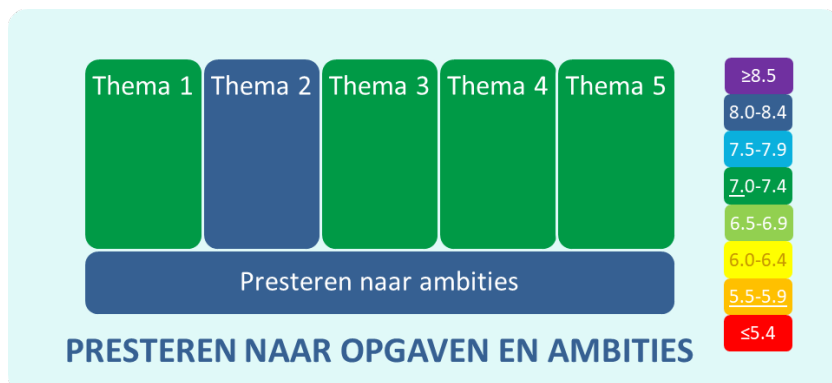 Thema 1
Thema 2
Thema 3
Thema 4
Thema 5
Presteren naar ambities
PRESTEREN NAAR OPGAVEN EN AMBITIES
≥8.5
8.0-8.4
7.5-7.9
7.0-7.4
6.5-6.9
6.0-6.4
5.5-5.9
≤5.4